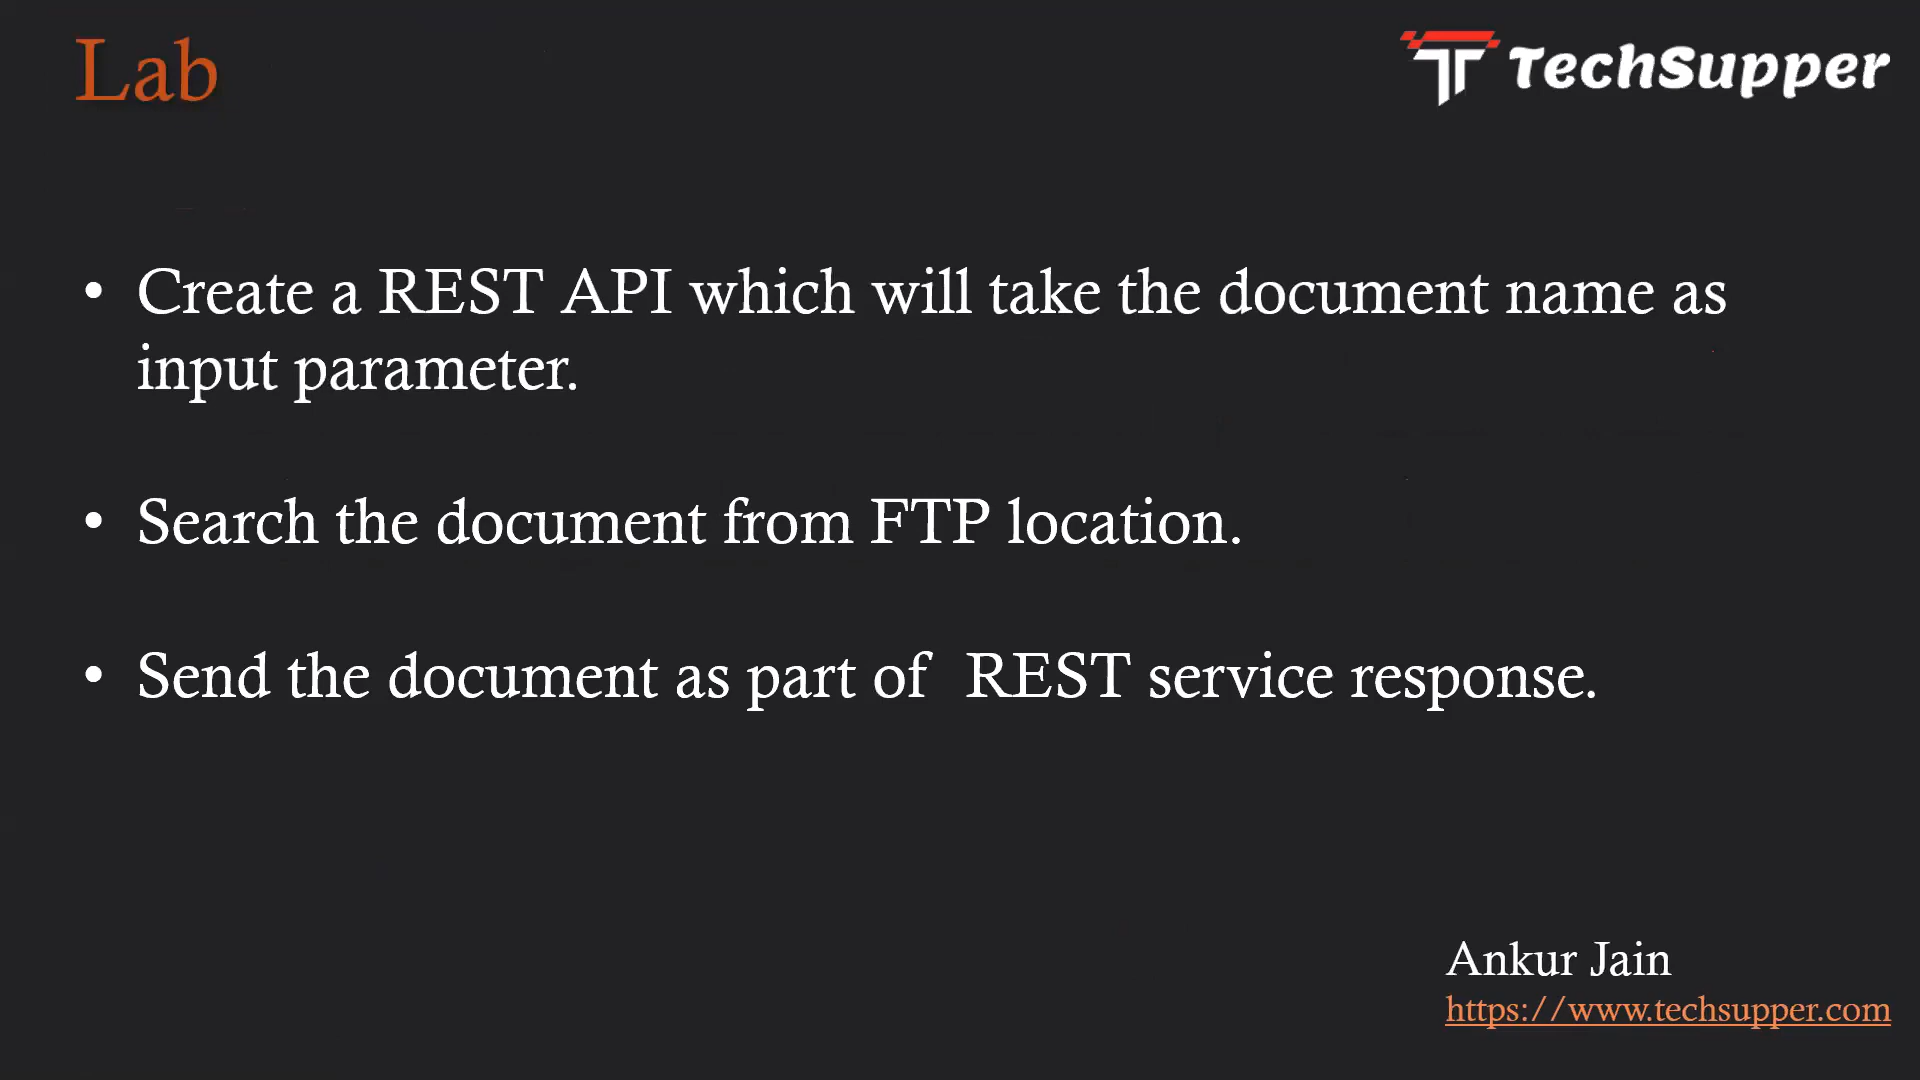 Lab
TechSupper
• Create a REST API which will take the document name as
input parameter.
• Search the document from FTP location.
• Send the document as part of  REST service response.
Ankur Jain
https://www.techsupper.com